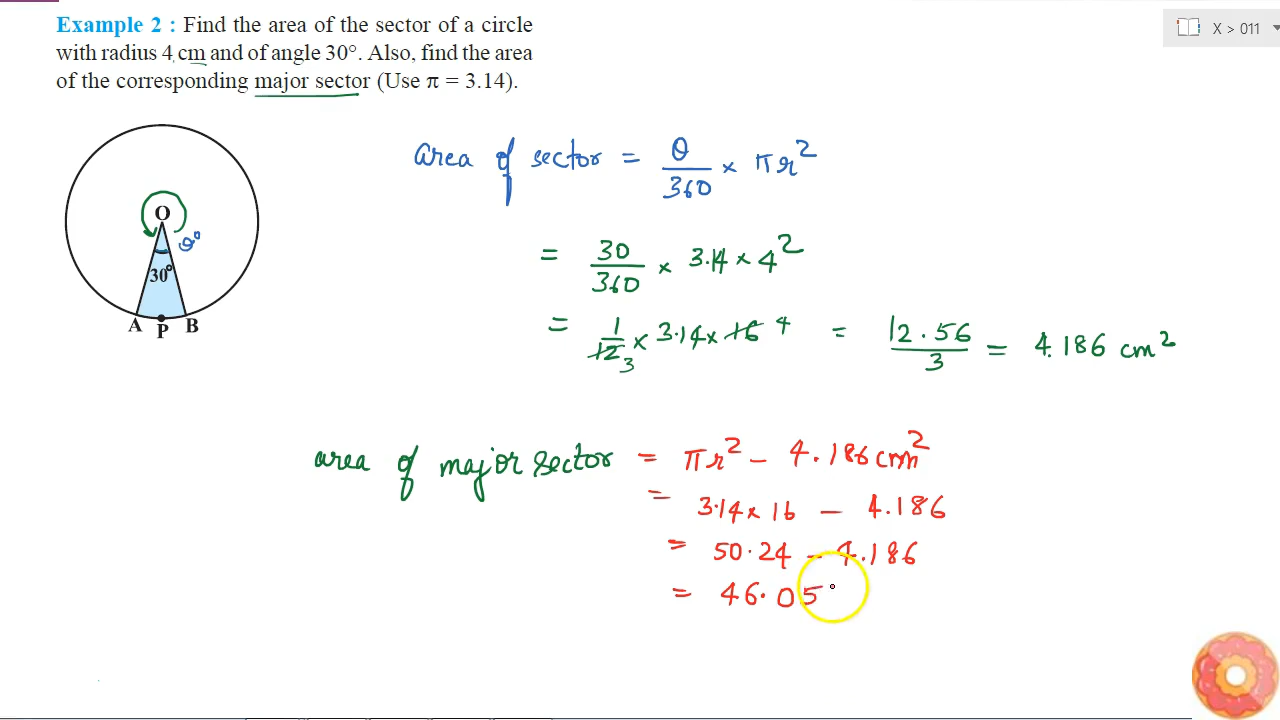 Example 2 : Find the area of the sector of a circle
with radius 4 cm and of angle 30°. Also, find the area
of the corresponding major sector (Use π = 3.14).
X > 011
O
θ°
30°
A P B
area of sector = θ/360 × πr²
= 30/360 × 3.14 × 4²
= 1/12 3 × 3.14 × 16 4 = 12.56/3 = 4.186 cm²
area of major sector = πr² − 4.186 cm²
= 3.14 × 16 − 4.186
= 50.24 − 4.186
= 46.05